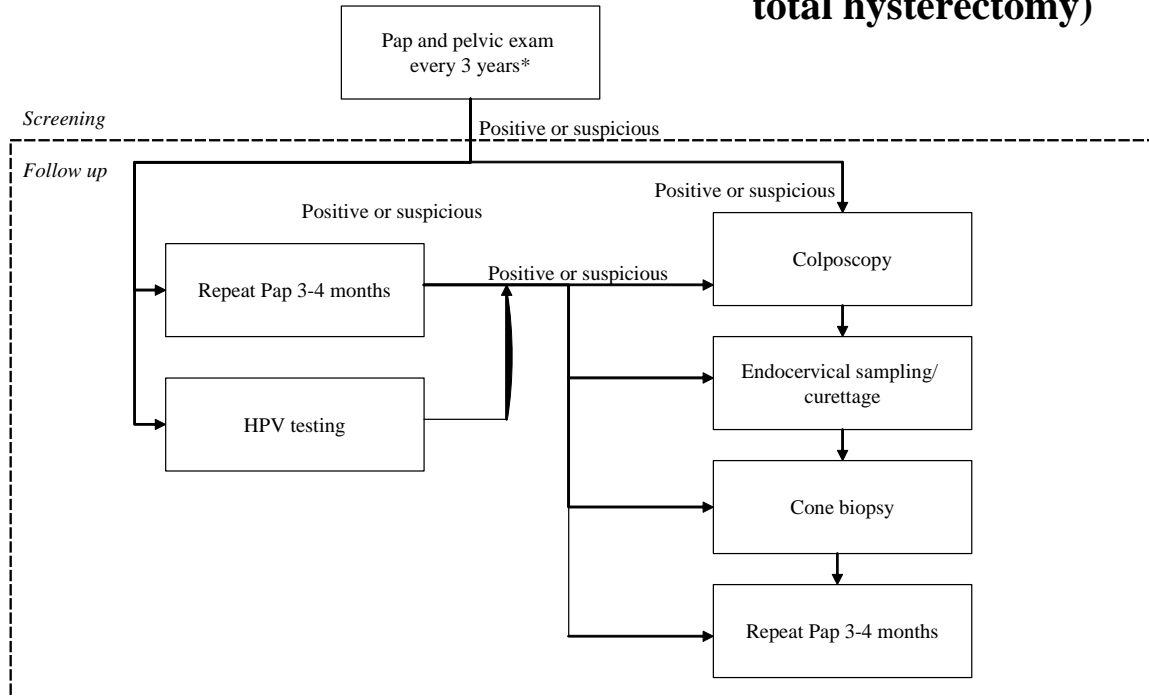 total hysterectomy)
Pap and pelvic exam
every 3 years*
Screening
Positive or suspicious
Follow up
Positive or suspicious
Positive or suspicious
Colposcopy
Repeat Pap 3-4 months
Positive or suspicious
Endocervical sampling/
curettage
HPV testing
Cone biopsy
Repeat Pap 3-4 months